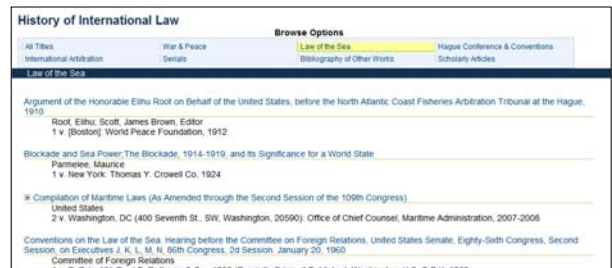 History of International Law
Browse Options
All Titles War & Peace Law of the Sea Hague Conference & Conventions
International Arbitration Serials Bibliography of Other Works Scholarly Articles
Law of the Sea
Argument of the Honorable Elihu Root on Behalf of the United States, before the North Atlantic Coast Fisheries Arbitration Tribunal at the Hague,
1910
Root, Elihu; Scott, James Brown, Editor
1 v. [Boston]: World Peace Foundation, 1912
Blockade and Sea Power;The Blockade, 1914-1919, and Its Significance for a World State
Parmelee, Maurice
1 v. New York: Thomas Y. Crowell Co, 1924
Compilation of Maritime Laws (As Amended through the Second Session of the 109th Congress)
United States
2 v. Washington, DC (400 Seventh St., SW, Washington, 20590): Office of Chief Counsel, Maritime Administration, 2007-2008
Conventions on the Law of the Sea. Hearing before the Committee on Foreign Relations, United States Senate, Eighty-Sixth Congress, Second
Session, on Executives J, K, L, M, N, 86th Congress, 2d Session. January 20, 1960
Committee of Foreign Relations